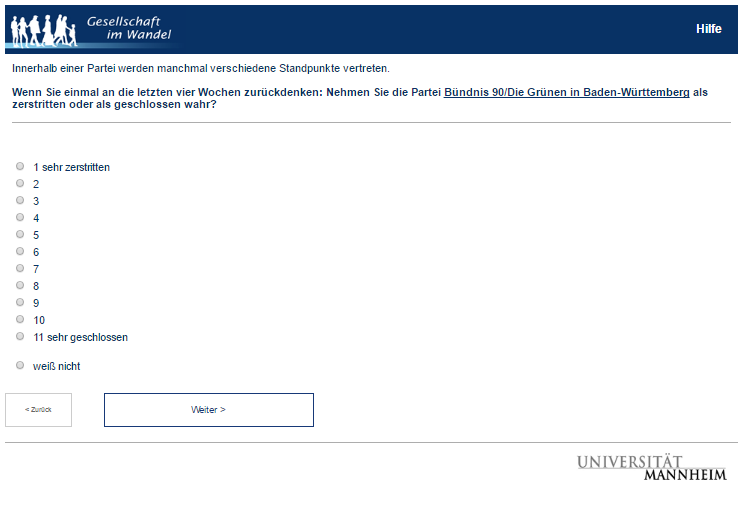 Gesellschaft
im Wandel
Hilfe
Innerhalb einer Partei werden manchmal verschiedene Standpunkte vertreten.
Wenn Sie einmal an die letzten vier Wochen zurückdenken: Nehmen Sie die Partei Bündnis 90/Die Grünen in Baden-Württemberg als
zerstritten oder als geschlossen wahr?
1 sehr zerstritten
2
3
4
5
6
7
8
9
10
11 sehr geschlossen
weiß nicht
< Zurück
Weiter >
UNIVERSITÄT
MANNHEIM